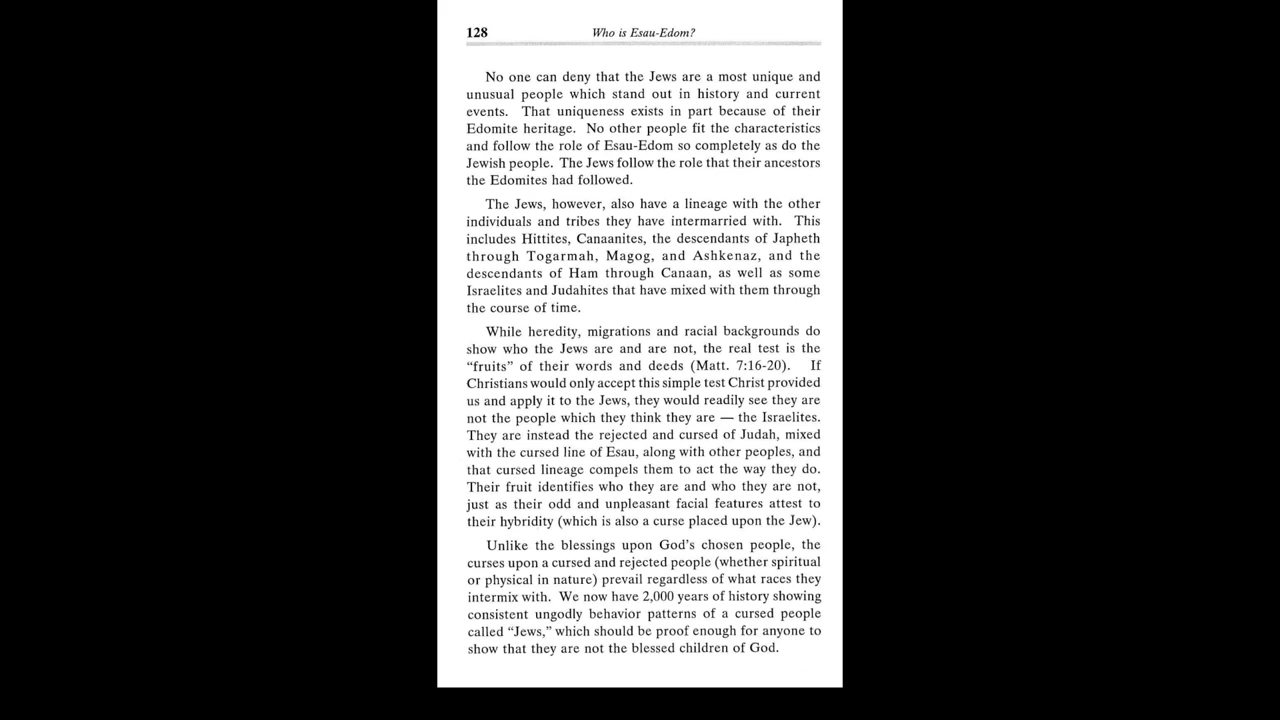 128
Who is Esau-Edom?
No one can deny that the Jews are a most unique and
unusual people which stand out in history and current
events. That uniqueness exists in part because of their
Edomite heritage. No other people fit the characteristics
and follow the role of Esau-Edom so completely as do the
Jewish people. The Jews follow the role that their ancestors
the Edomites had followed.
The Jews, however, also have a lineage with the other
individuals and tribes they have intermarried with. This
includes Hittites, Canaanites, the descendants of Japheth
through Togarmah, Magog, and Ashkenaz, and the
descendants of Ham through Canaan, as well as some
Israelites and Judahites that have mixed with them through
the course of time.
While heredity, migrations and racial backgrounds do
show who the Jews are and are not, the real test is the
“fruits” of their words and deeds (Matt. 7:16-20). If
Christians would only accept this simple test Christ provided
us and apply it to the Jews, they would readily see they are
not the people which they think they are — the Israelites.
They are instead the rejected and cursed of Judah, mixed
with the cursed line of Esau, along with other peoples, and
that cursed lineage compels them to act the way they do.
Their fruit identifies who they are and who they are not,
just as their odd and unpleasant facial features attest to
their hybridity (which is also a curse placed upon the Jew).
Unlike the blessings upon God’s chosen people, the
curses upon a cursed and rejected people (whether spiritual
or physical in nature) prevail regardless of what races they
intermix with. We now have 2,000 years of history showing
consistent ungodly behavior patterns of a cursed people
called “Jews,” which should be proof enough for anyone to
show that they are not the blessed children of God.